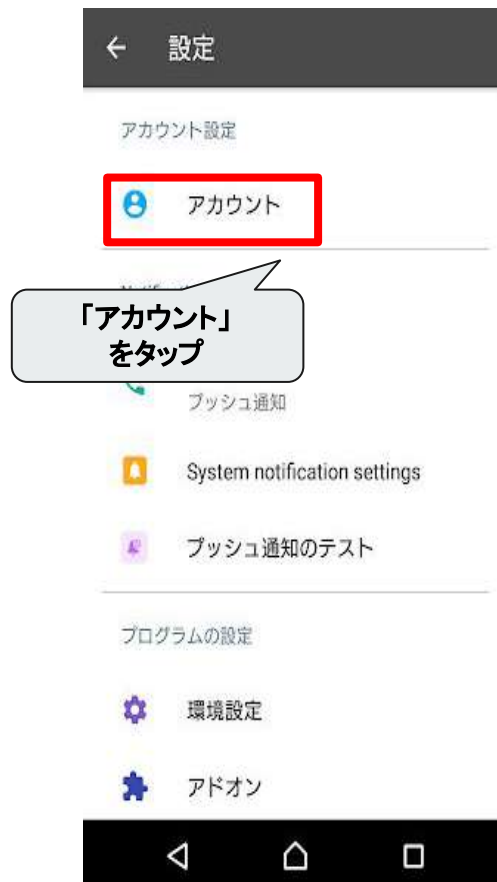 設定
アカウント設定
アカウント
「アカウント」
をタップ
プッシュ通知
System notification settings
プッシュ通知のテスト
プログラムの設定
環境設定
アドオン